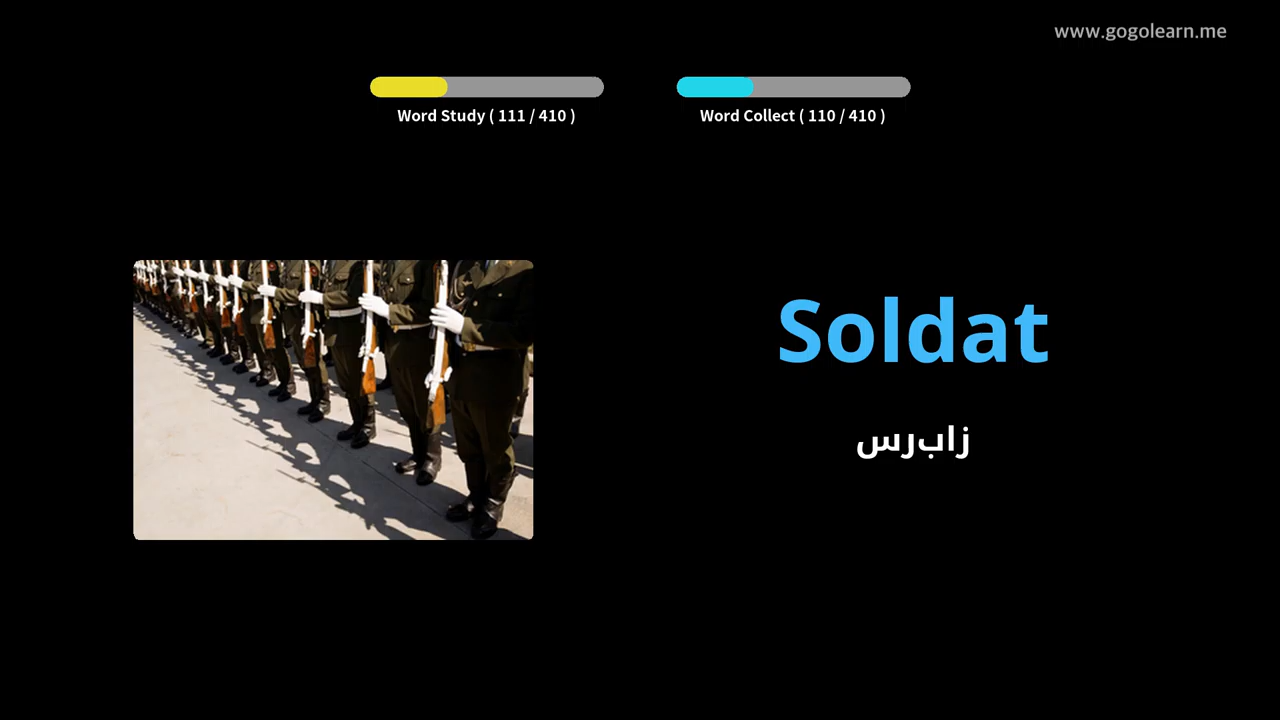 www.gogolearn.me
Word Study ( 111 / 410 )
Word Collect ( 110 / 410 )
Soldat
زابرس